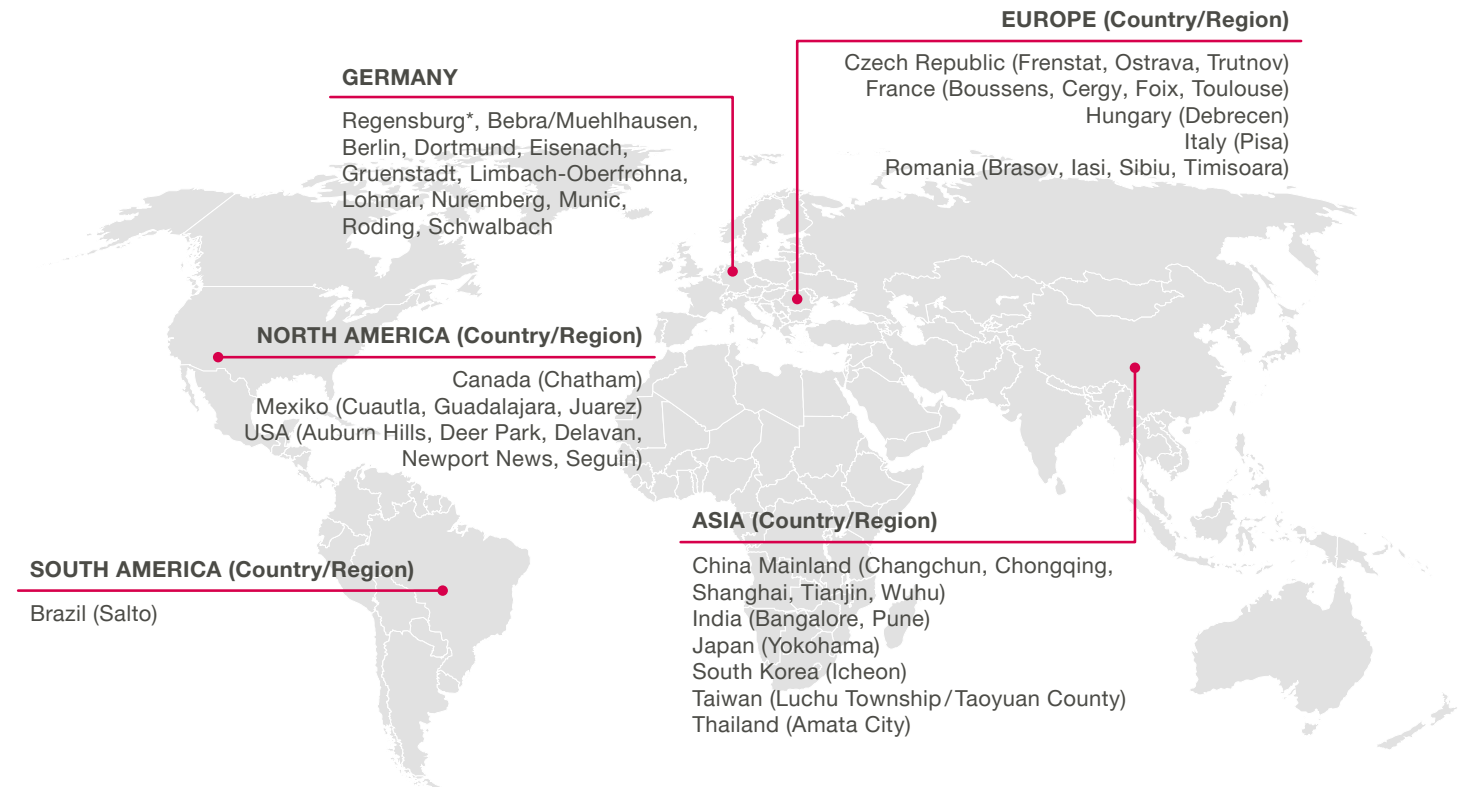 EUROPE (Country/Region)
Czech Republic (Frenstat, Ostrava, Trutnov)
France (Boussens, Cergy, Foix, Toulouse)
Hungary (Debrecen)
Italy (Pisa)
Romania (Brasov, Iasi, Sibiu, Timisoara)
GERMANY
Regensburg*, Bebra/Muehlhausen,
Berlin, Dortmund, Eisenach,
Gruenstadt, Limbach-Oberfrohna,
Lohmar, Nuremberg, Munic,
Roding, Schwalbach
NORTH AMERICA (Country/Region)
Canada (Chatham)
Mexiko (Cuautla, Guadalajara, Juarez)
USA (Auburn Hills, Deer Park, Delavan,
Newport News, Seguin)
ASIA (Country/Region)
China Mainland (Changchun, Chongqing,
Shanghai, Tianjin, Wuhu)
India (Bangalore, Pune)
Japan (Yokohama)
South Korea (Icheon)
Taiwan (Luchu Township/Taoyuan County)
Thailand (Amata City)
SOUTH AMERICA (Country/Region)
Brazil (Salto)